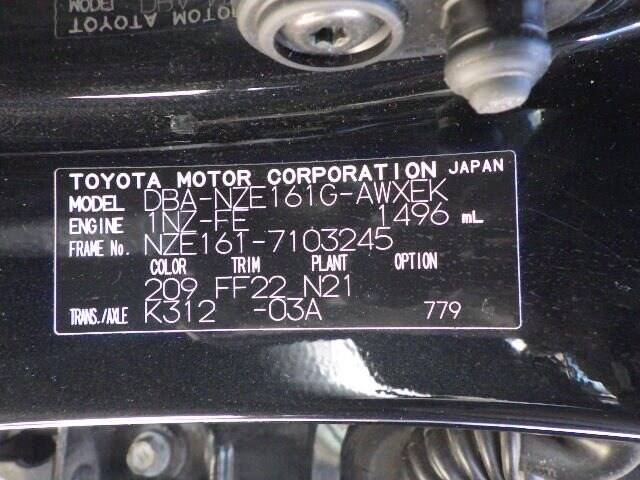 TOYOTA MOTOR CORPORATION JAPAN
MODEL DBA-NZE161G-AWXEK
ENGINE 1NZ-FE 1496 mL
FRAME No. NZE161-7103245
COLOR TRIM PLANT OPTION
209 FF22 N21
TRANS./AXLE K312 -03A 779